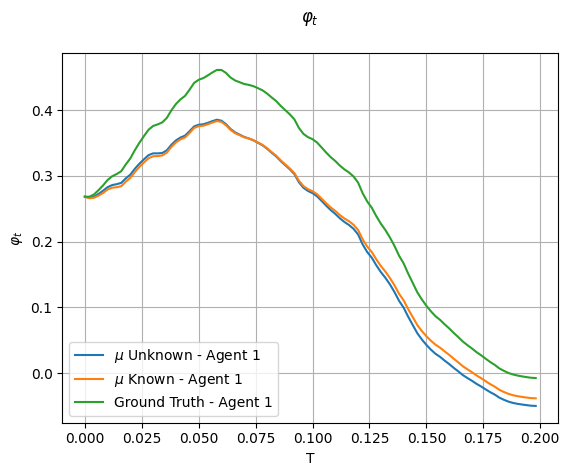 φₜ
φₜ
0.4
0.3
0.2
0.1
0.0
μ Unknown - Agent 1
μ Known - Agent 1
Ground Truth - Agent 1
0.000 0.025 0.050 0.075 0.100 0.125 0.150 0.175 0.200
T